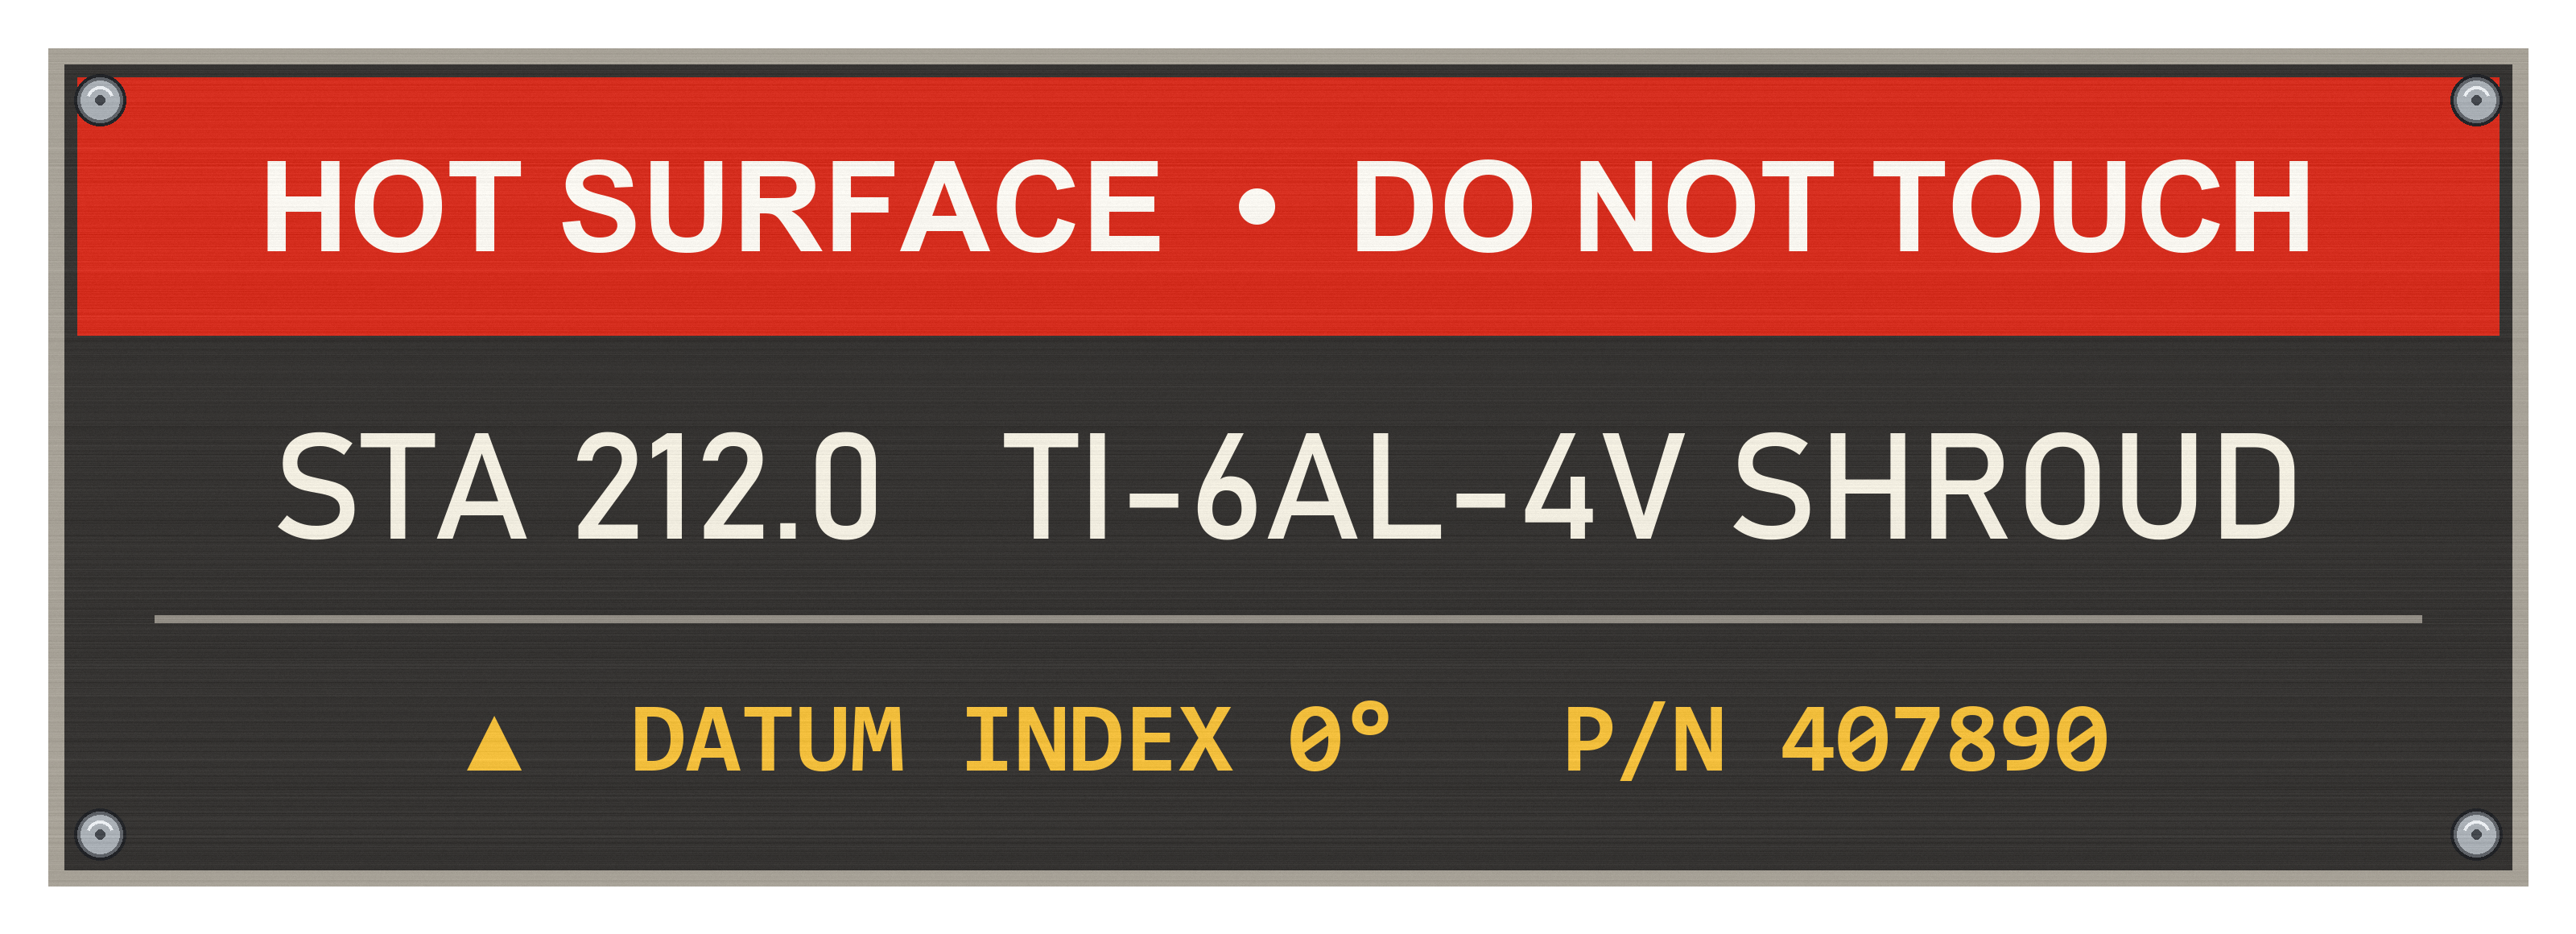 HOT SURFACE • DO NOT TOUCH
STA 212.0 TI-6AL-4V SHROUD
▲ DATUM INDEX 0° P/N 407890